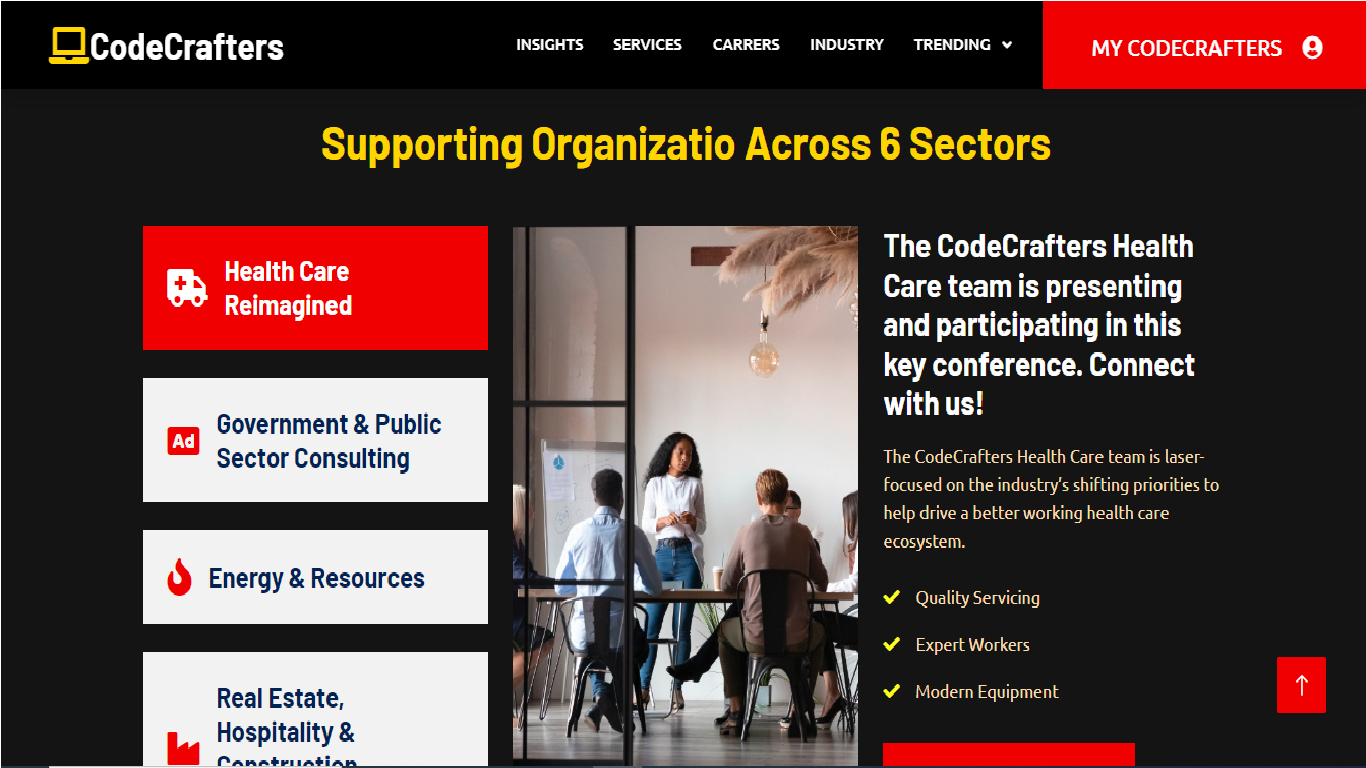 CodeCrafters
INSIGHTS SERVICES CARRERS INDUSTRY TRENDING
MY CODECRAFTERS
Supporting Organizatio Across 6 Sectors
Health Care
Reimagined
Ad
Government & Public
Sector Consulting
Energy & Resources
Real Estate,
Hospitality &
Construction
The CodeCrafters Health
Care team is presenting
and participating in this
key conference. Connect
with us!
The CodeCrafters Health Care team is laser-
focused on the industry’s shifting priorities to
help drive a better working health care
ecosystem.
Quality Servicing
Expert Workers
Modern Equipment